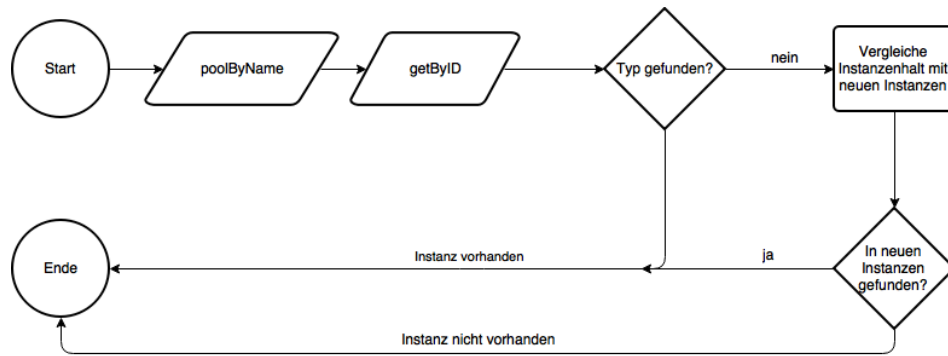 Start
poolByName
getByID
Typ gefunden?
nein
Vergleiche
Instanzenhalt mit
neuen Instanzen
Ende
Instanz vorhanden
ja
In neuen
Instanzen
gefunden?
Instanz nicht vorhanden